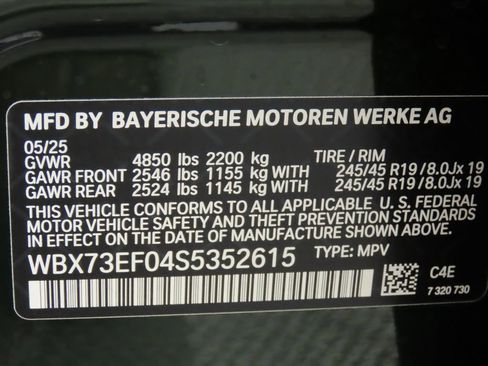 MFD BY BAYERISCHE MOTOREN WERKE AG
05/25
GVWR 4850 lbs 2200 kg TIRE / RIM
GAWR FRONT 2546 lbs 1155 kg WITH 245/45 R19 /8.0Jx 19
GAWR REAR 2524 lbs 1145 kg WITH 245/45 R19 /8.0Jx 19
THIS VEHICLE CONFORMS TO ALL APPLICABLE U. S. FEDERAL
MOTOR VEHICLE SAFETY AND THEFT PREVENTION STANDARDS
IN EFFECT ON THE DATE OF MANUFACTURE SHOWN ABOVE.
WBX73EF04S5352615 TYPE: MPV
C4E
7 320 730